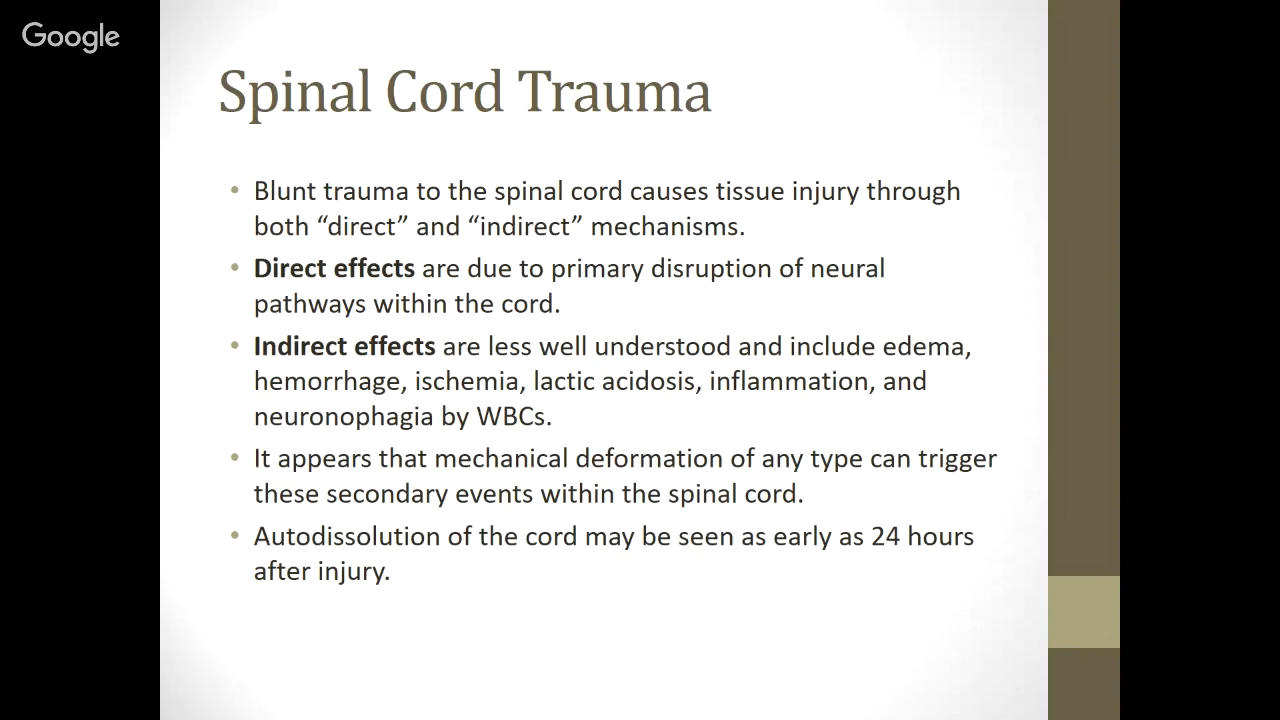 Google
Spinal Cord Trauma
• Blunt trauma to the spinal cord causes tissue injury through
both “direct” and “indirect” mechanisms.
• Direct effects are due to primary disruption of neural
pathways within the cord.
• Indirect effects are less well understood and include edema,
hemorrhage, ischemia, lactic acidosis, inflammation, and
neuronophagia by WBCs.
• It appears that mechanical deformation of any type can trigger
these secondary events within the spinal cord.
• Autodissolution of the cord may be seen as early as 24 hours
after injury.